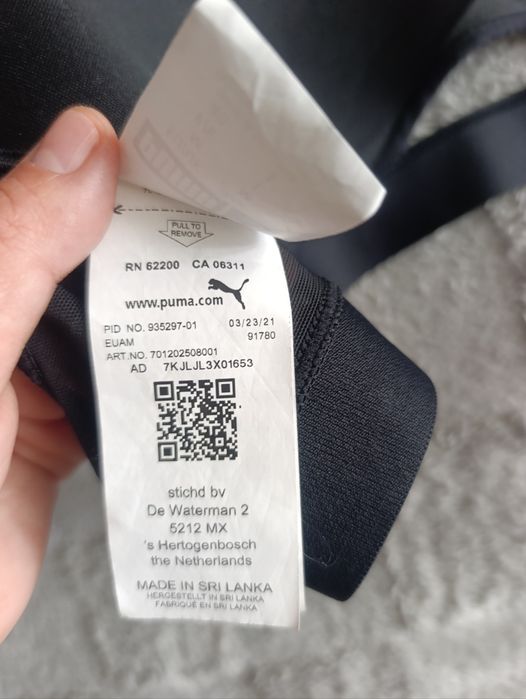 PULL TO
REMOVE
RN 62200 CA 06311
www.puma.com
PID NO. 935297-01 03/23/21
EUAM 91780
ART.NO. 701202508001
AD 7KJLJL3X01653
stichd bv
De Waterman 2
5212 MX
's Hertogenbosch
the Netherlands
MADE IN SRI LANKA
HERGESTELLT IN SRI LANKA
FABRIQUÉ EN SRI LANKA